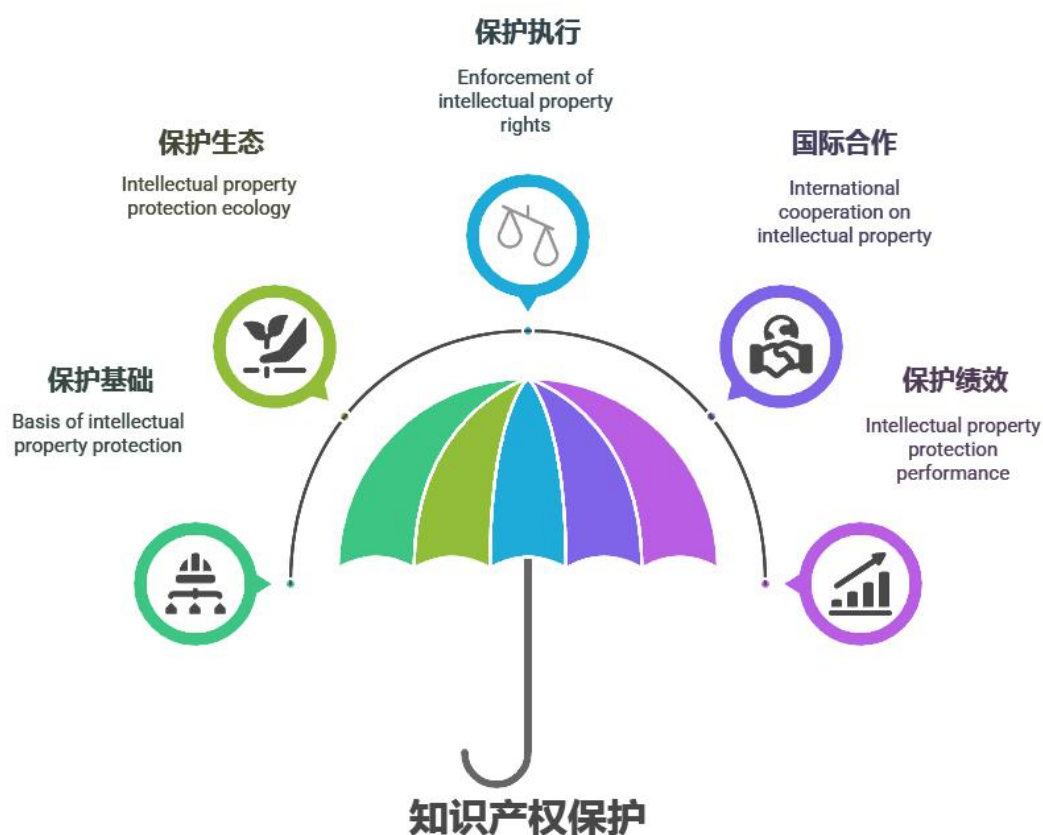 保护执行
Enforcement of
intellectual property
rights
保护生态
Intellectual property
protection ecology
国际合作
International
cooperation on
intellectual property
保护基础
Basis of intellectual
property protection
保护绩效
Intellectual property
protection
performance
知识产权保护